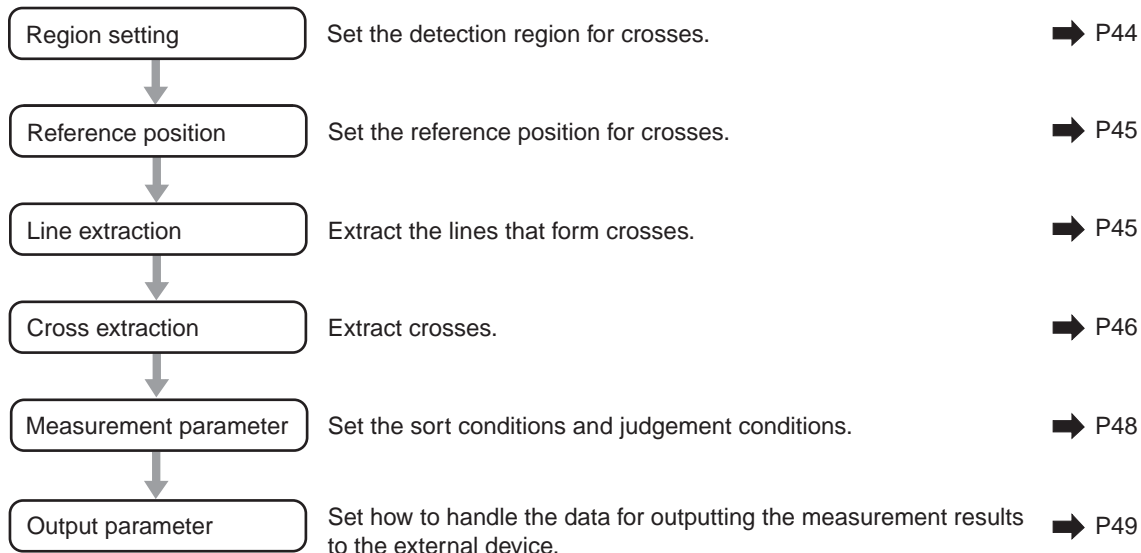 Region setting
Set the detection region for crosses.
P44
Reference position
Set the reference position for crosses.
P45
Line extraction
Extract the lines that form crosses.
P45
Cross extraction
Extract crosses.
P46
Measurement parameter
Set the sort conditions and judgement conditions.
P48
Output parameter
Set how to handle the data for outputting the measurement results
to the external device.
P49